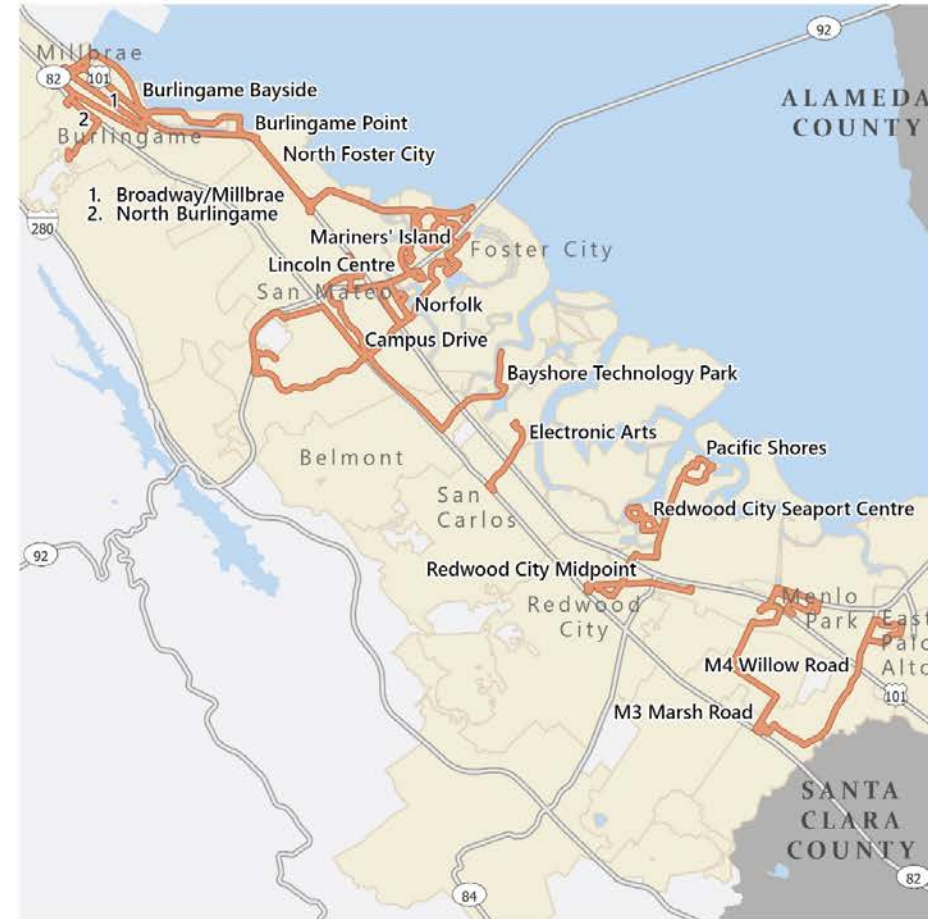 92
Millbrae
82
101
Burlingame Bayside
ALAMEDA
COUNTY
1
2
Burlingame
Burlingame Point
North Foster City
1. Broadway/Millbrae
2. North Burlingame
280
Mariners' Island
Foster City
Lincoln Centre
San Mateo
Norfolk
Campus Drive
Bayshore Technology Park
Electronic Arts
Pacific Shores
Belmont
San
Carlos
Redwood City Seaport Centre
92
Redwood City Midpoint
Redwood
City
Menlo
Park
East
Palo
Alto
M4 Willow Road
101
M3 Marsh Road
SANTA
CLARA
COUNTY
82
84